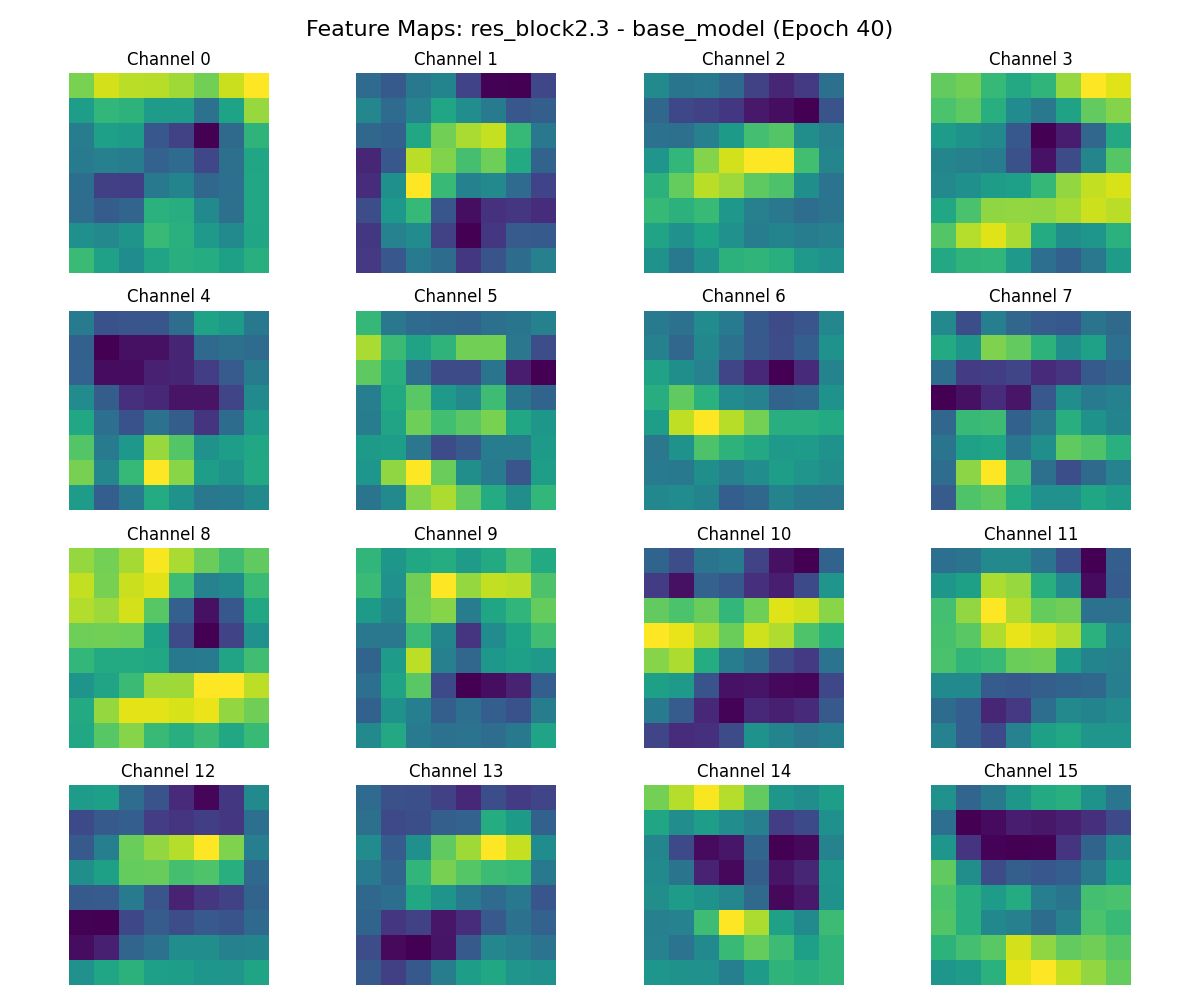 Feature Maps: res_block2.3 - base_model (Epoch 40)
Channel 0
Channel 1
Channel 2
Channel 3
Channel 4
Channel 5
Channel 6
Channel 7
Channel 8
Channel 9
Channel 10
Channel 11
Channel 12
Channel 13
Channel 14
Channel 15